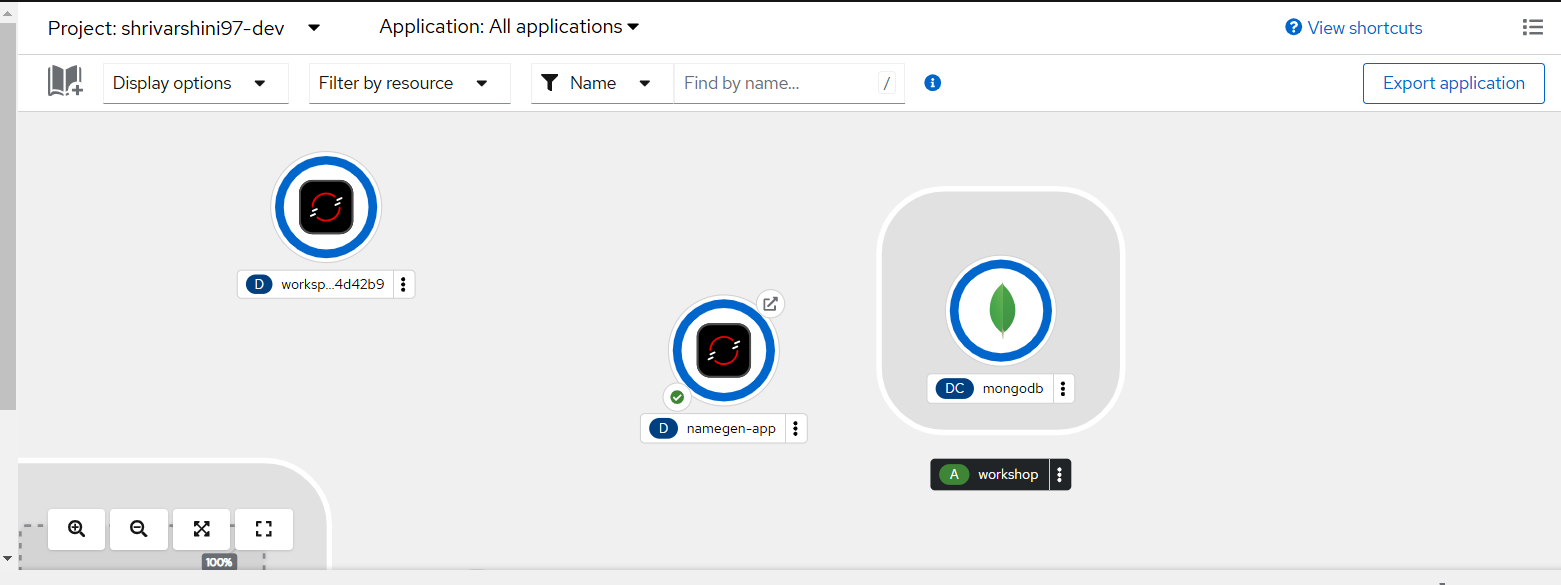 Project: shrivarshini97-dev Application: All applications View shortcuts
Display options Filter by resource Name Find by name... / Export application
D worksp...4d42b9
D namegen-app
DC mongodb
A workshop
100%